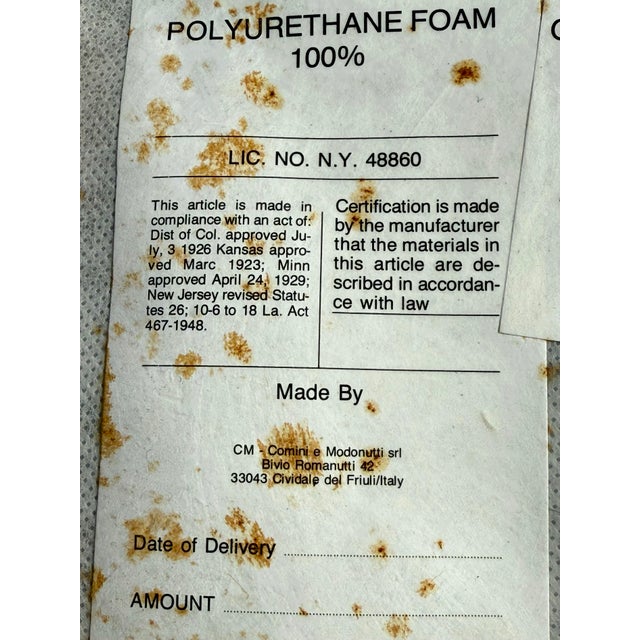 POLYURETHANE FOAM
100%
LIC. NO. N.Y. 48860
This article is made in
compliance with an act of:
Dist of Col. approved Ju-
ly, 3 1926 Kansas appro-
ved Marc 1923; Minn
approved April 24, 1929;
New Jersey revised Statu-
tes 26; 10-6 to 18 La. Act
467-1948.
Certification is made
by the manufacturer
that the materials in
this article are de-
scribed in accordan-
ce with law
Made By
CM - Comini e Modonutti srl
Bivio Romanutti 42
33043 Cividale del Friuli/Italy
Date of Delivery
AMOUNT